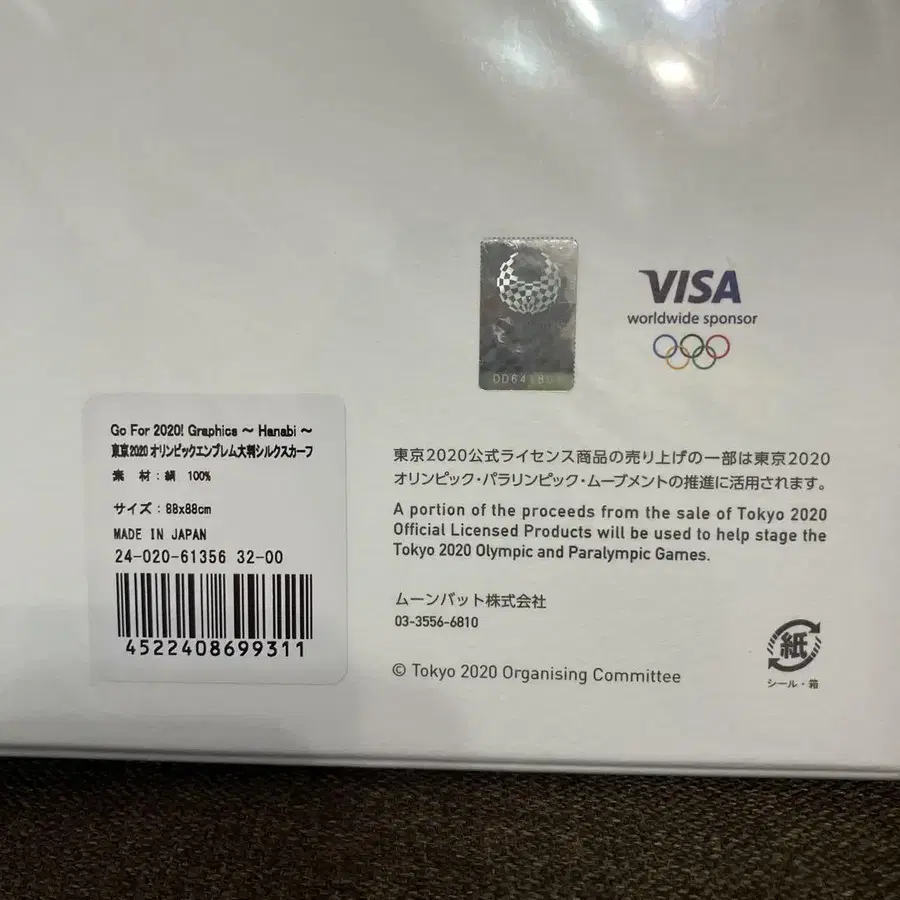 VISA
worldwide sponsor
Go For 2020! Graphics ～ Hanabi ～
東京2020 オリンピックエンブレム大判シルクスカーフ
素　材：絹　100%
サイズ：88x88cm
MADE IN JAPAN
24-020-61356 32-00
4522408699311
東京2020公式ライセンス商品の売り上げの一部は東京2020
オリンピック・パラリンピック・ムーブメントの推進に活用されます。
A portion of the proceeds from the sale of Tokyo 2020
Official Licensed Products will be used to help stage the
Tokyo 2020 Olympic and Paralympic Games.
ムーンバット株式会社
03-3556-6810
© Tokyo 2020 Organising Committee
紙
シール・箱